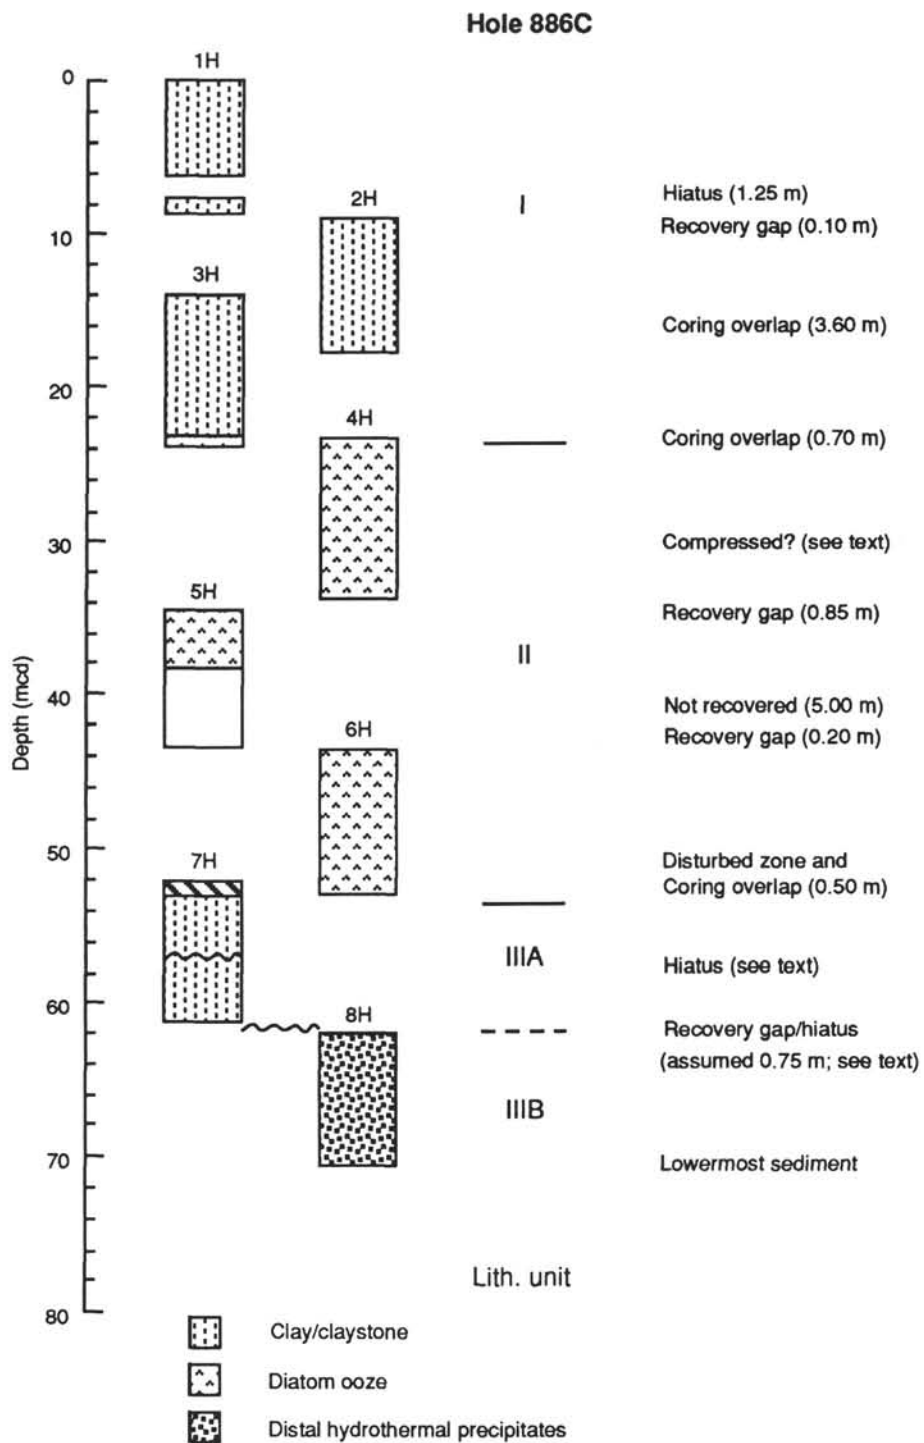 Hole 886C
1H
0
2H
I
Hiatus (1.25 m)
Recovery gap (0.10 m)
10
3H
Coring overlap (3.60 m)
20
4H
Coring overlap (0.70 m)
30
Compressed? (see text)
5H
Recovery gap (0.85 m)
II
Depth (mcd)
40
Not recovered (5.00 m)
6H
Recovery gap (0.20 m)
50
7H
Disturbed zone and
Coring overlap (0.50 m)
IIIA
Hiatus (see text)
60
8H
Recovery gap/hiatus
(assumed 0.75 m; see text)
IIIB
70
Lowermost sediment
Lith. unit
80
Clay/claystone
Diatom ooze
Distal hydrothermal precipitates